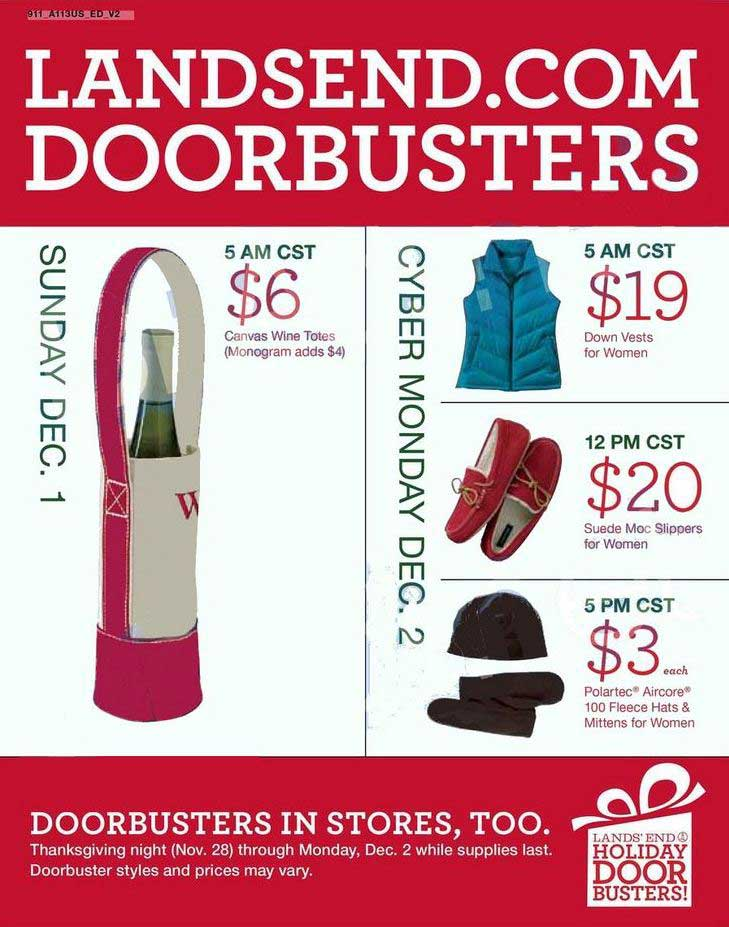 911_A113US_ED_V2
LANDSEND.COM
DOORBUSTERS
SUNDAY DEC. 1
5 AM CST
$6
Canvas Wine Totes
(Monogram adds $4)
W
CYBER MONDAY DEC. 2
5 AM CST
$19
Down Vests
for Women
12 PM CST
$20
Suede Moc Slippers
for Women
5 PM CST
$3 each
Polartec® Aircore®
100 Fleece Hats &
Mittens for Women
DOORBUSTERS IN STORES, TOO.
Thanksgiving night (Nov. 28) through Monday, Dec. 2 while supplies last.
Doorbuster styles and prices may vary.
LANDS' END
HOLIDAY
DOOR
BUSTERS!